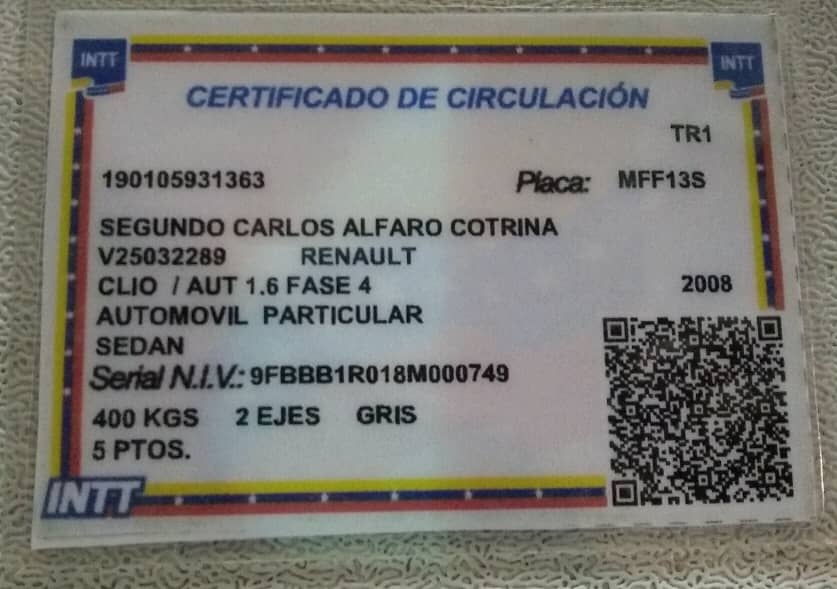 INTT
INTT
CERTIFICADO DE CIRCULACIÓN
TR1
190105931363 Placa: MFF13S
SEGUNDO CARLOS ALFARO COTRINA
V25032289 RENAULT
CLIO / AUT 1.6 FASE 4 2008
AUTOMOVIL PARTICULAR
SEDAN
Serial N.I.V.: 9FBBB1R018M000749
400 KGS 2 EJES GRIS
5 PTOS.
INTT